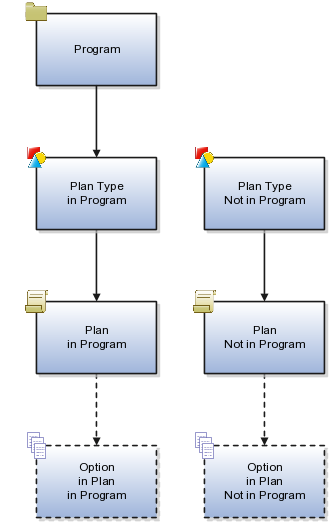 Program
Plan Type
in Program
Plan Type
Not in Program
Plan
in Program
Plan
Not in Program
Option
in Plan
in Program
Option
in Plan
Not in Program